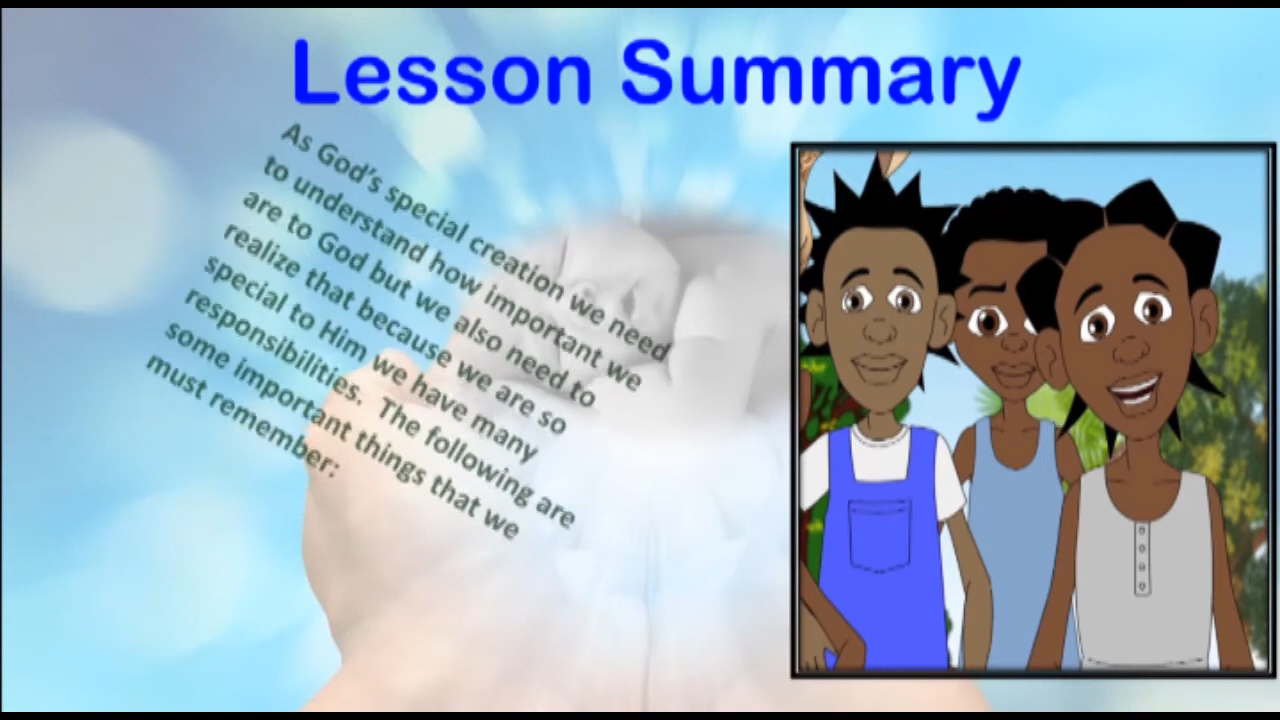 Lesson Summary
As God's special creation we need
to understand how important we
are to God but we also need to
realize that because we are so
special to Him we have many
responsibilities. The following are
some important things that we
must remember: